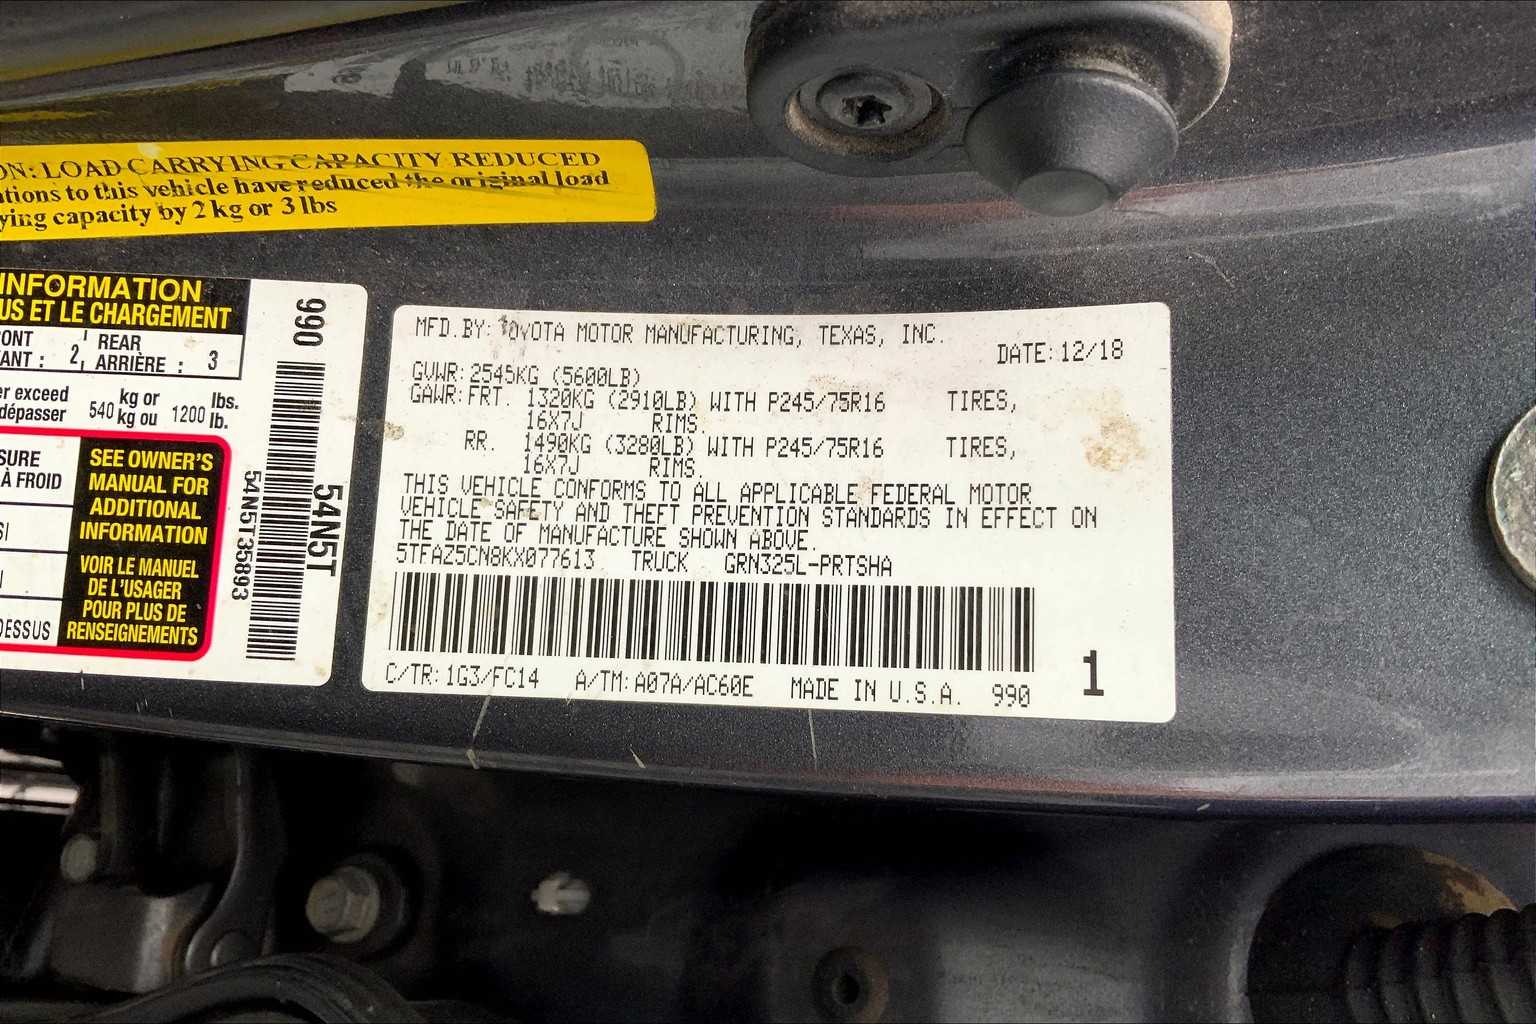 ON: LOAD CARRYING CAPACITY REDUCED
ations to this vehicle have reduced the original load
ying capacity by 2 kg or 3 lbs
INFORMATION
US ET LE CHARGEMENT
ONT
ANT : 2
REAR
ARRIÈRE : 3
er exceed
dépasser 540 kg or kg ou 1200 lbs. lb.
SURE
À FROID
SI
DESSUS
SEE OWNER'S
MANUAL FOR
ADDITIONAL
INFORMATION
VOIR LE MANUEL
DE L'USAGER
POUR PLUS DE
RENSEIGNEMENTS
990
54N5T
54N5T35893
MFD.BY: TOYOTA MOTOR MANUFACTURING, TEXAS, INC.
DATE: 12/18
GVWR: 2545KG (5600LB)
GAWR: FRT. 1320KG (2910LB) WITH P245/75R16 TIRES,
16X7J RIMS.
RR. 1490KG (3280LB) WITH P245/75R16 TIRES,
16X7J RIMS.
THIS VEHICLE CONFORMS TO ALL APPLICABLE FEDERAL MOTOR
VEHICLE SAFETY AND THEFT PREVENTION STANDARDS IN EFFECT ON
THE DATE OF MANUFACTURE SHOWN ABOVE.
5TFAZ5CN8KX077613 TRUCK GRN325L-PRTSHA
C/TR: 1G3/FC14 A/TM: A07A/AC60E MADE IN U.S.A. 990
1